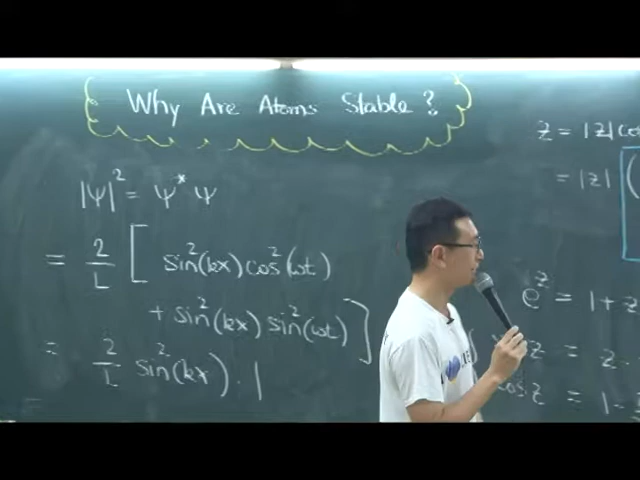 Why Are Atoms Stable?
|Ψ|² = Ψ* Ψ
= 2/L [ sin²(kx)cos²(ωt)
+ sin²(kx) sin²(ωt) ]
= 2/L sin²(kx) · 1
z = |z|(cos
= |z| (
e^z = 1 + z
= z
cos z = 1 -